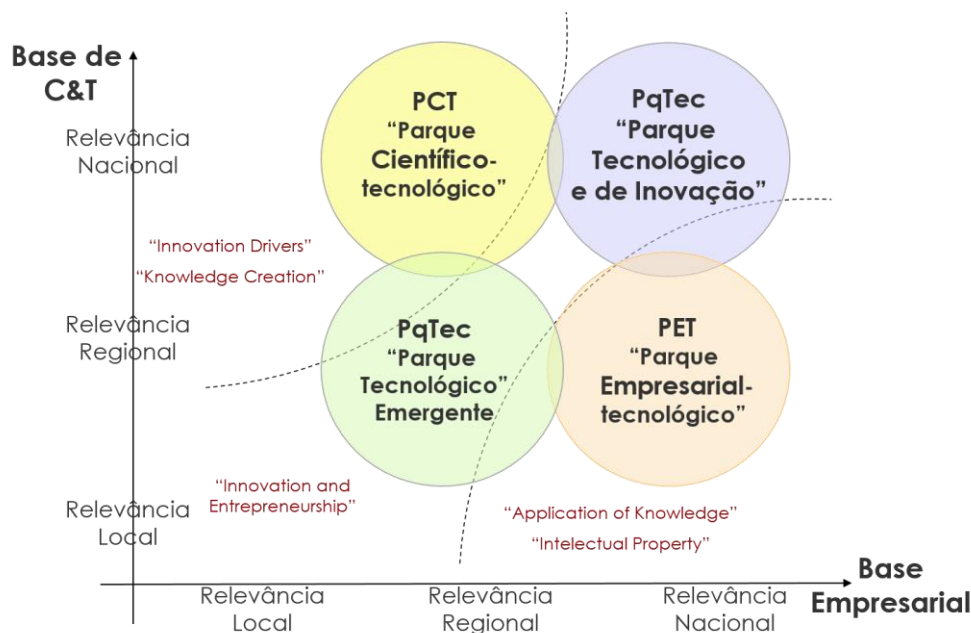 Base de
C&T
Relevância
Nacional
PCT
“Parque
Científico-
tecnológico”
PqTec
“Parque
Tecnológico
e de Inovação”
“Innovation Drivers”
“Knowledge Creation”
Relevância
Regional
PqTec
“Parque
Tecnológico”
Emergente
PET
“Parque
Empresarial-
tecnológico”
Relevância
Local
“Innovation and
Entrepreneurship”
“Application of Knowledge”
“Intelectual Property”
Relevância
Local
Relevância
Regional
Relevância
Nacional
Base
Empresarial